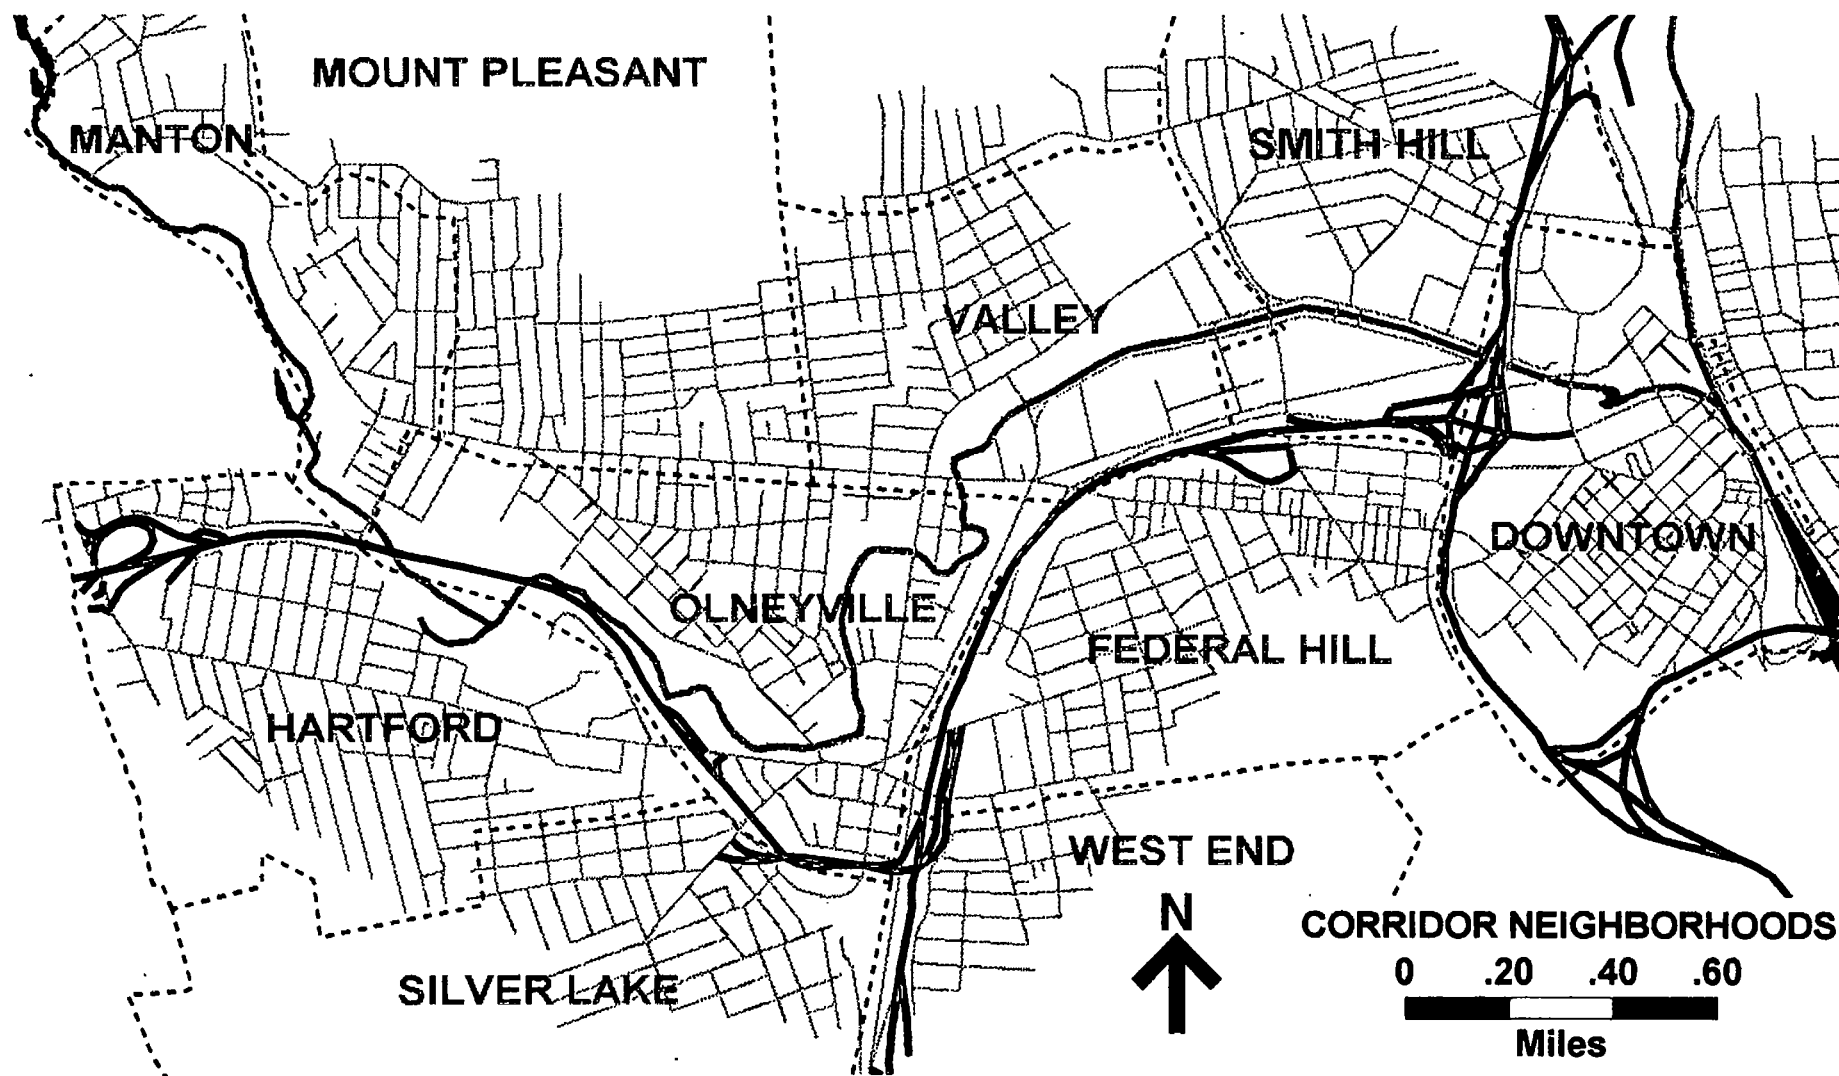 MOUNT PLEASANT
MANTON
SMITH HILL
VALLEY
DOWNTOWN
OLNEYVILLE
FEDERAL HILL
HARTFORD
WEST END
N
CORRIDOR NEIGHBORHOODS
SILVER LAKE
0 .20 .40 .60
Miles